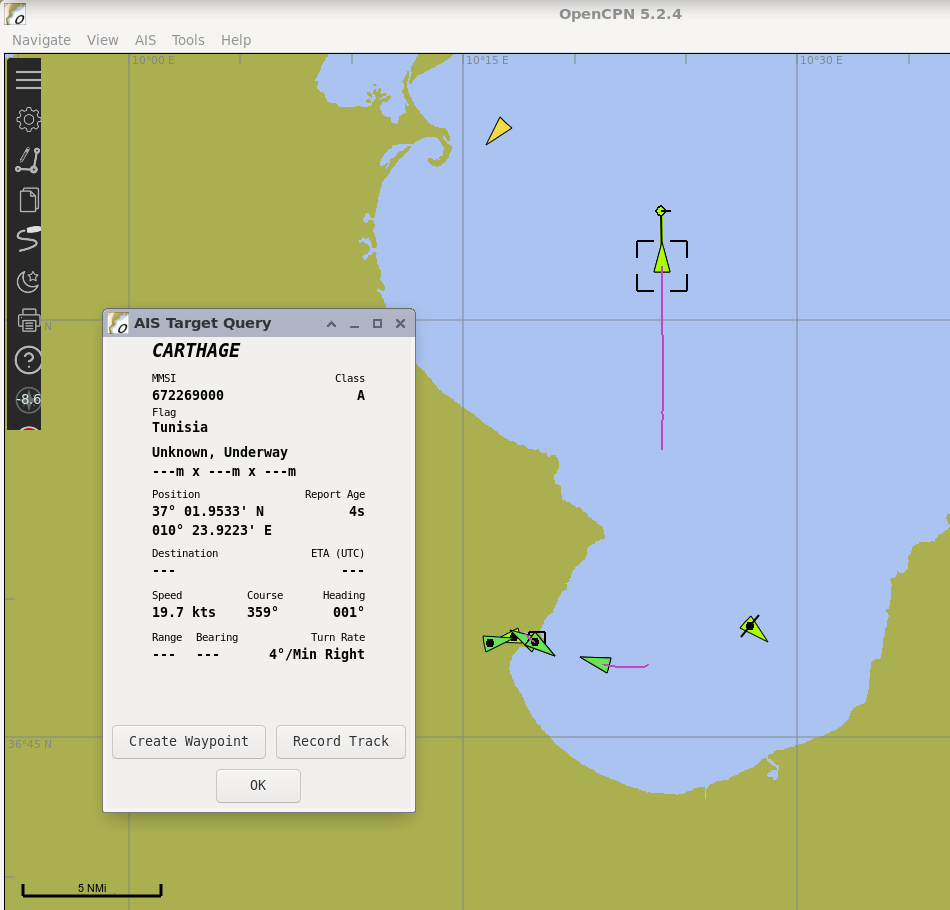 OpenCPN 5.2.4
Navigate View AIS Tools Help
10°00 E 10°15 E 10°30 E
N
AIS Target Query
CARTHAGE
MMSI Class
672269000 A
Flag
Tunisia
Unknown, Underway
---m x ---m x ---m
Position Report Age
37° 01.9533' N 4s
010° 23.9223' E
Destination ETA (UTC)
--- ---
Speed Course Heading
19.7 kts 359° 001°
Range Bearing Turn Rate
--- --- 4°/Min Right
Create Waypoint Record Track
OK
-8.6
36°45 N
5 NMi